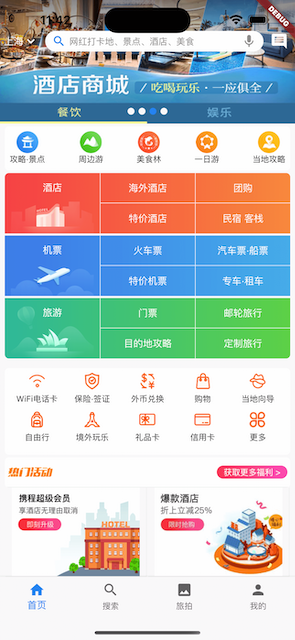 11:12
DEBUG
上海
网红打卡地、景点、酒店、美食
酒店商城
吃喝玩乐·一应俱全
餐饮
娱乐
攻略·景点
周边游
美食林
一日游
当地攻略
酒店
海外酒店
团购
特价酒店
民宿 客栈
机票
火车票
汽车票·船票
特价机票
专车·租车
旅游
门票
邮轮旅行
目的地攻略
定制旅行
WiFi电话卡
保险·签证
外币兑换
购物
当地向导
自由行
境外玩乐
礼品卡
信用卡
更多
热门活动
获取更多福利 >
携程超级会员
享酒店无理由取消
即刻升级
HOTEL
爆款酒店
折上立减25%
限时抢购
首页
搜索
旅拍
我的